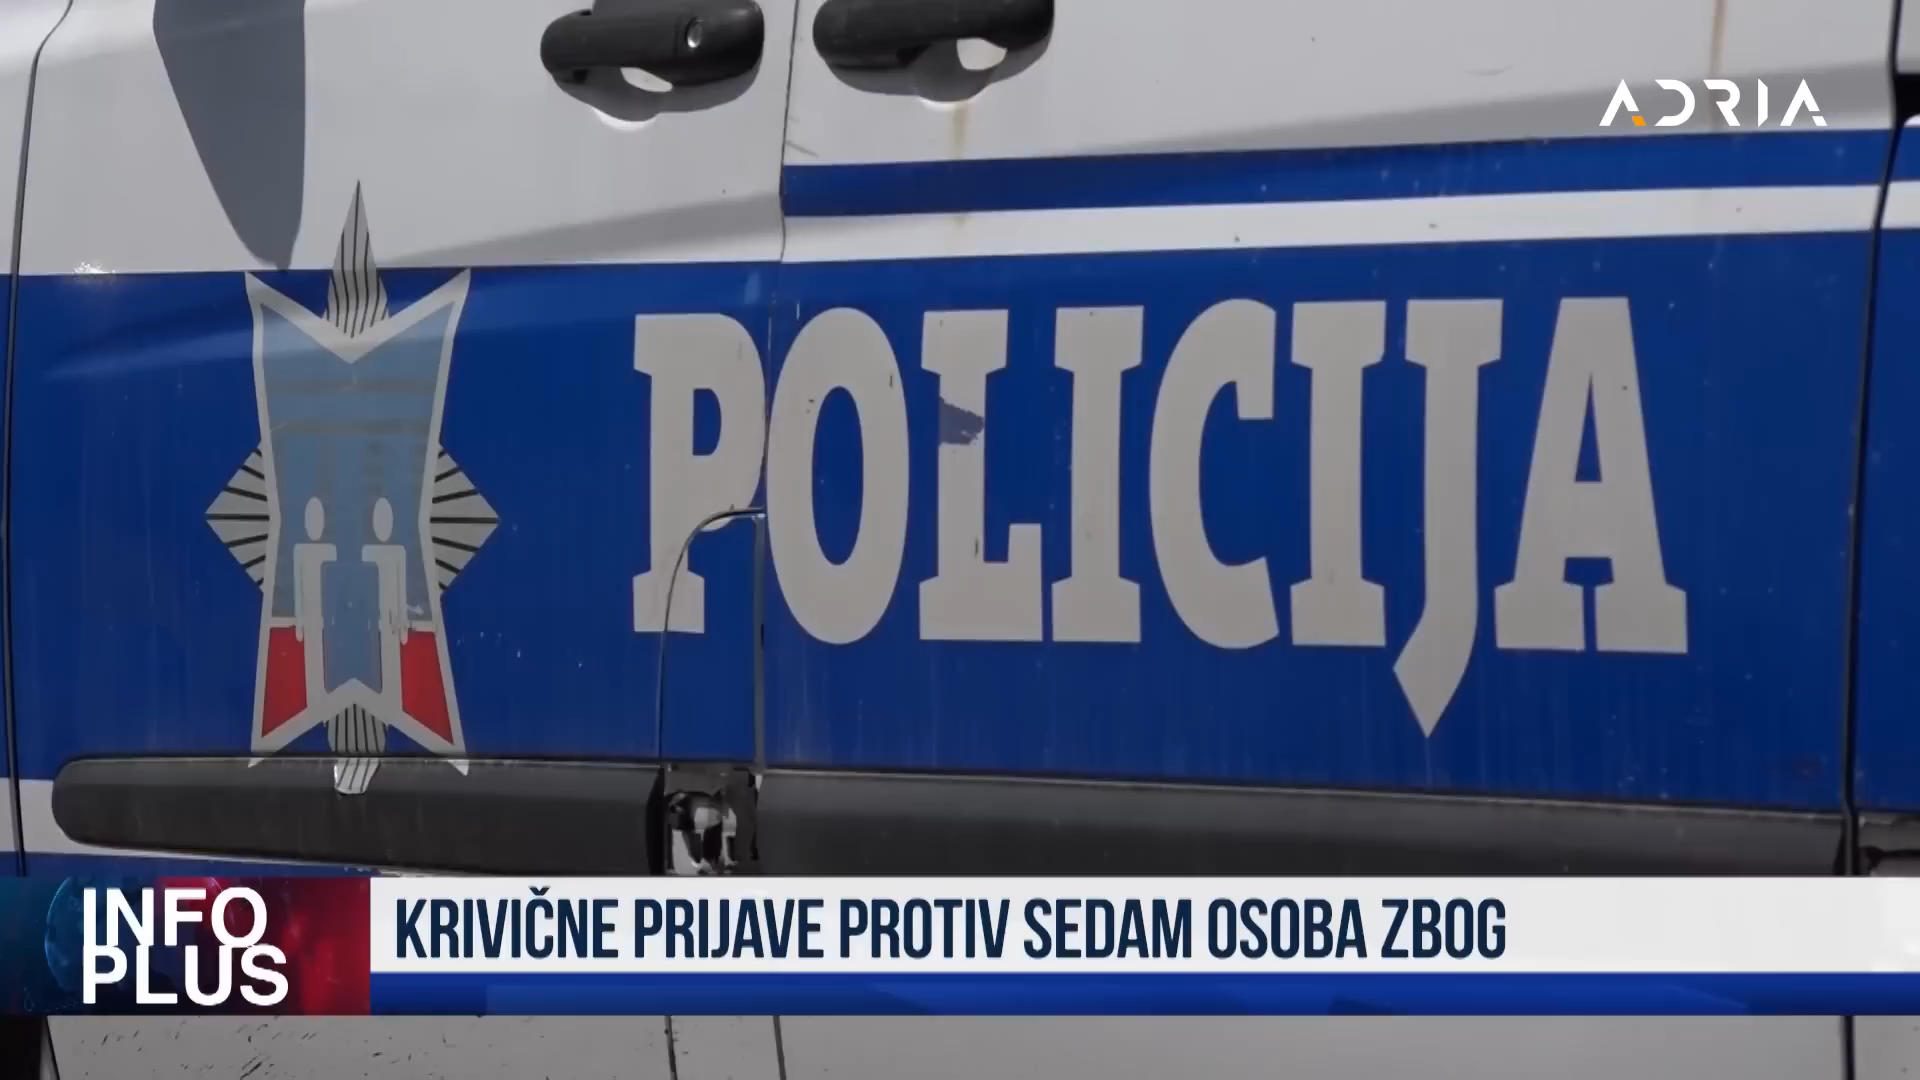 ADRIA
POLICIJA
INFO
PLUS
KRIVIČNE PRIJAVE PROTIV SEDAM OSOBA ZBOG